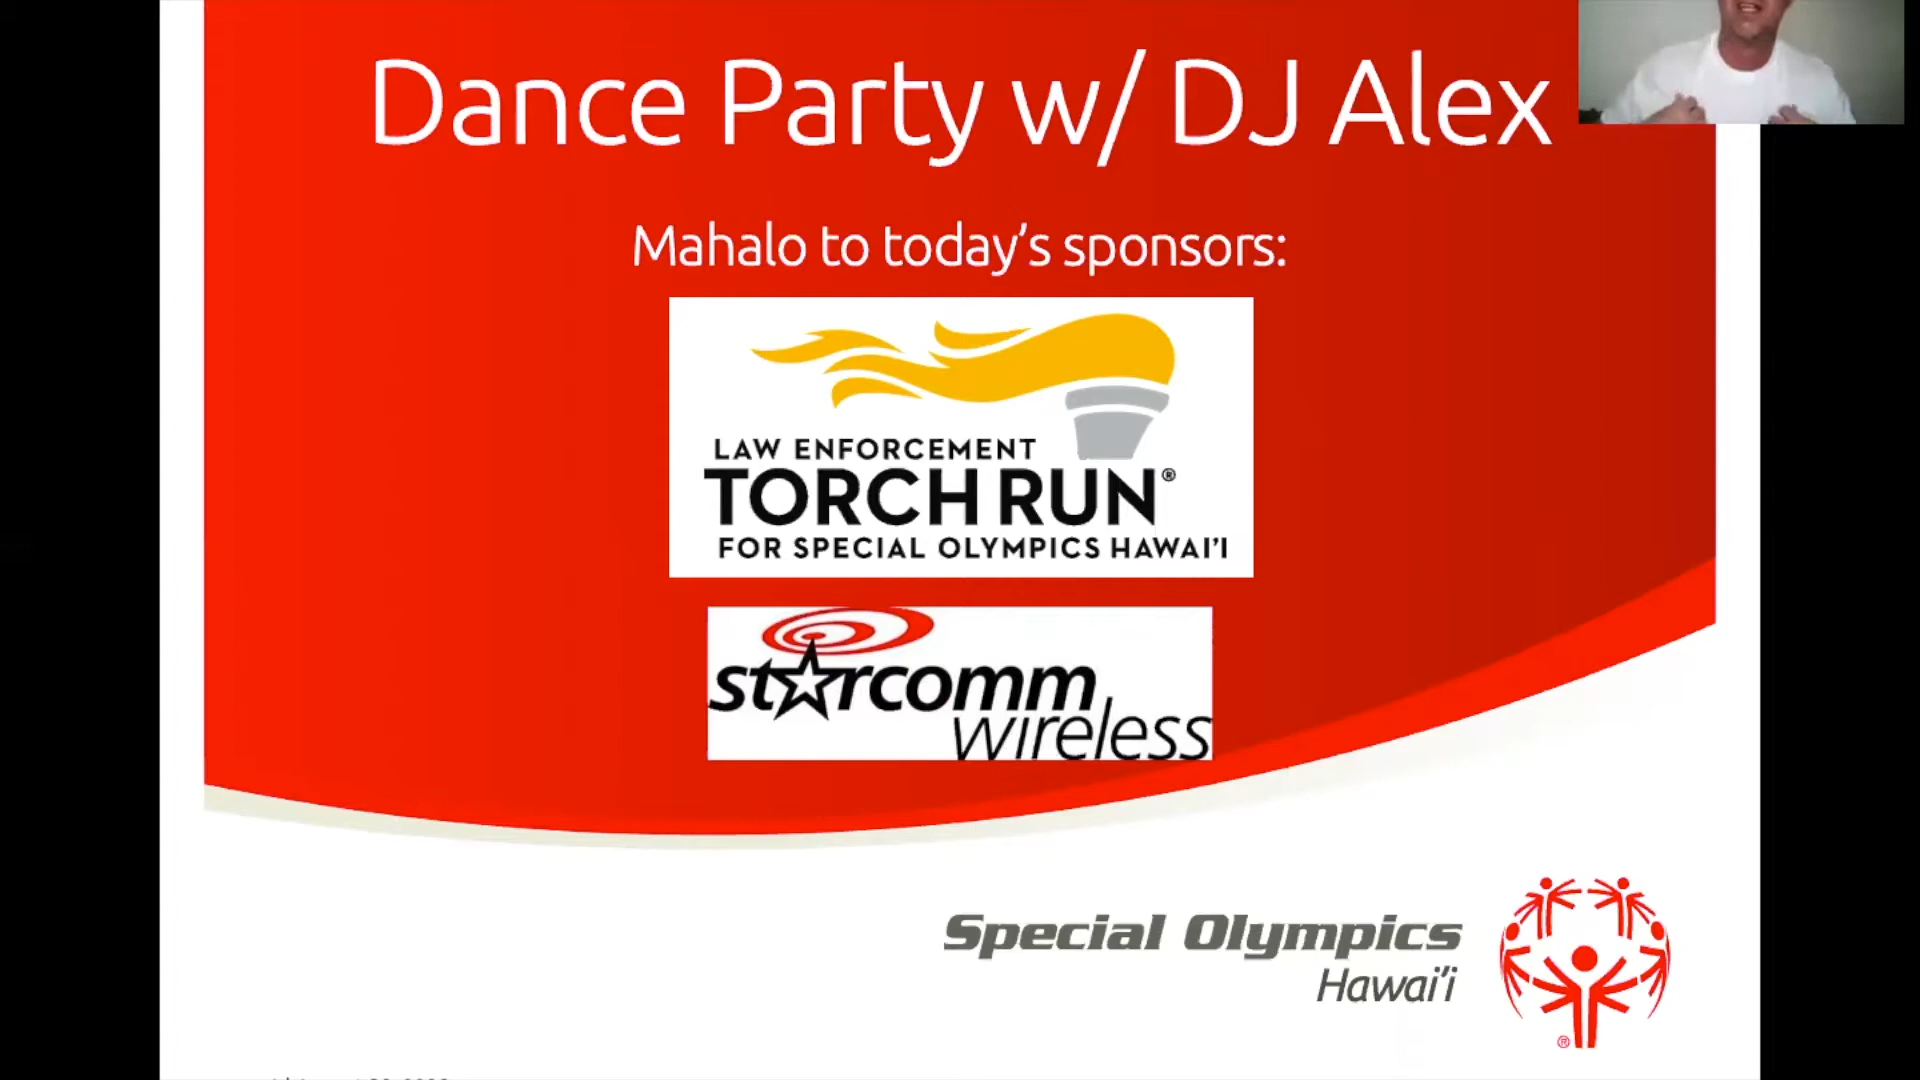 Dance Party w/ DJ Alex
Mahalo to today's sponsors:
LAW ENFORCEMENT
TORCH RUN®
FOR SPECIAL OLYMPICS HAWAI'I
starcomm
wireless
Special Olympics
Hawai'i
®